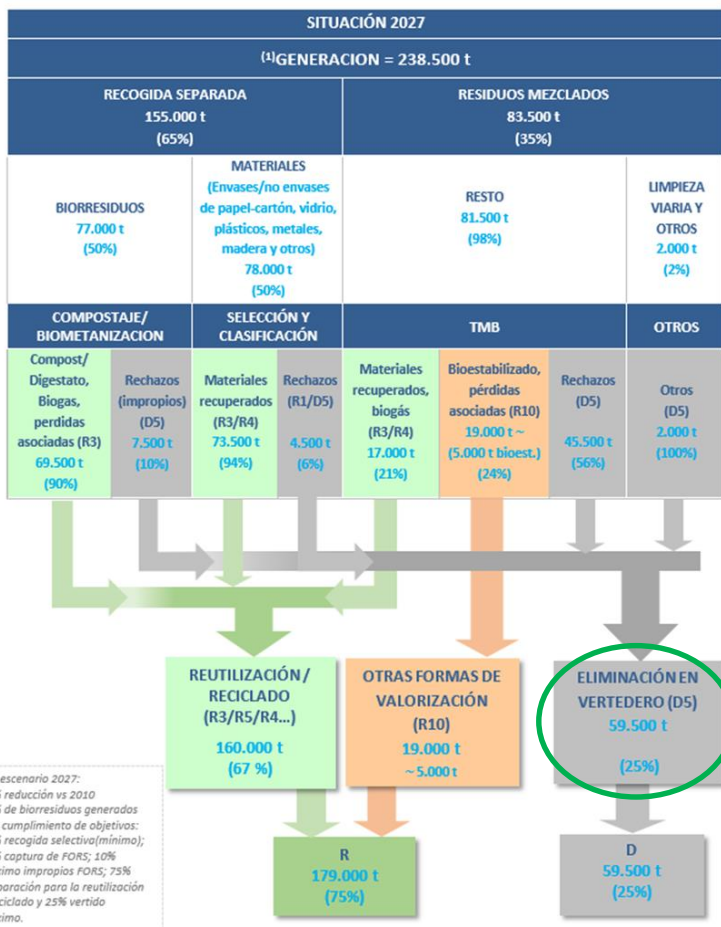 SITUACIÓN 2027
(1)GENERACION = 238.500 t
RECOGIDA SEPARADA
155.000 t
(65%)
RESIDUOS MEZCLADOS
83.500 t
(35%)
BIORRESIDUOS
77.000 t
(50%)
MATERIALES
(Envases/no envases
de papel-cartón, vidrio,
plásticos, metales,
madera y otros)
78.000 t
(50%)
RESTO
81.500 t
(98%)
LIMPIEZA
VIARIA Y
OTROS
2.000 t
(2%)
COMPOSTAJE/
BIOMETANIZACION
SELECCIÓN Y
CLASIFICACIÓN
TMB
OTROS
Compost/
Digestato,
Biogas,
perdidas
asociadas (R3)
69.500 t
(90%)
Rechazos
(impropios)
(D5)
7.500 t
(10%)
Materiales
recuperados
(R3/R4)
73.500 t
(94%)
Rechazos
(R1/D5)
4.500 t
(6%)
Materiales
recuperados,
biogás
(R3/R4)
17.000 t
(21%)
Bioestabilizado,
pérdidas
asociadas (R10)
19.000 t ~
(5.000 t bioest.)
(24%)
Rechazos
(D5)
45.500 t
(56%)
Otros
(D5)
2.000 t
(100%)
REUTILIZACIÓN /
RECICLADO
(R3/R5/R4...)
160.000 t
(67 %)
OTRAS FORMAS DE
VALORIZACIÓN
(R10)
19.000 t
~ 5.000 t
ELIMINACIÓN EN
VERTEDERO (D5)
59.500 t
(25%)
R
179.000 t
(75%)
D
59.500 t
(25%)
escenario 2027:
reducción vs 2010
de biorresiduos generados
cumplimiento de objetivos:
recogida selectiva(mínimo);
captura de FORS; 10%
impropios FORS; 75%
para la reutilización
y 25% vertido